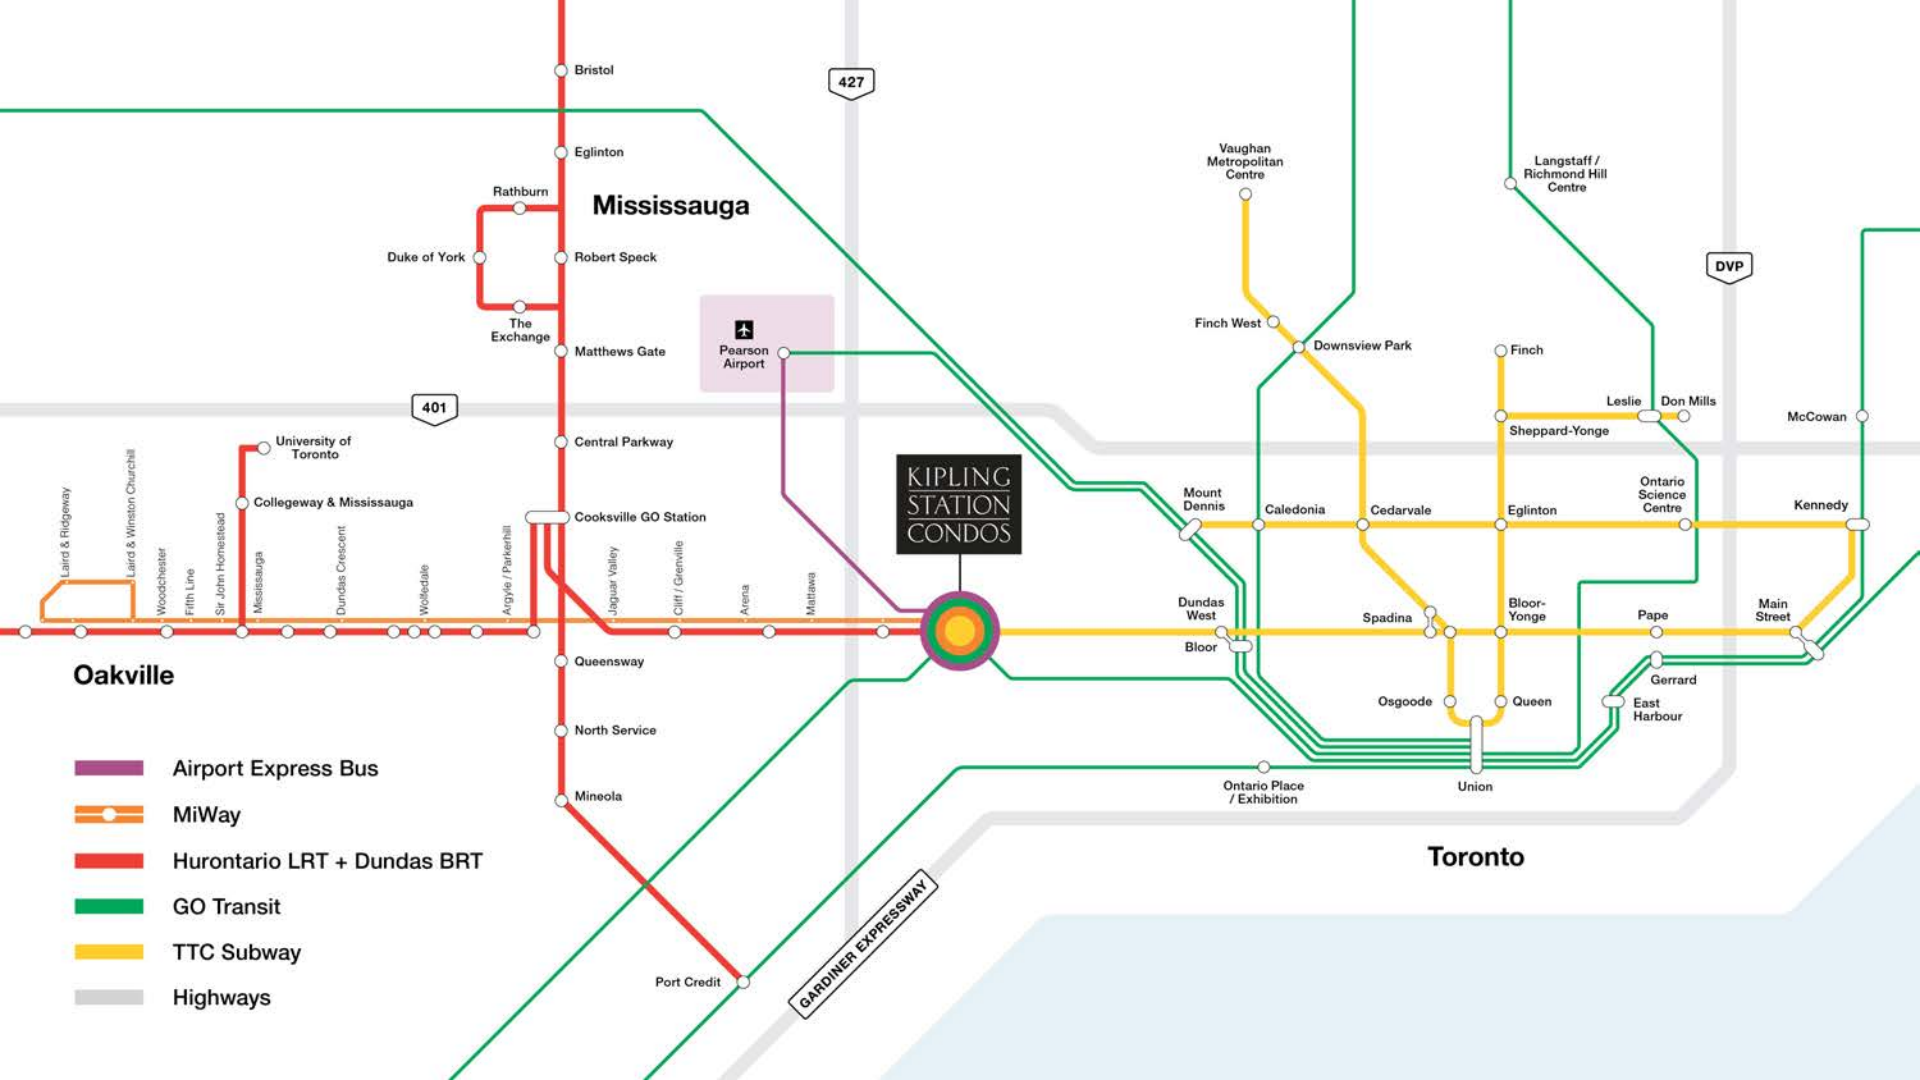 Bristol
427
Eglinton
Vaughan
Metropolitan
Centre
Langstaff /
Richmond Hill
Centre
Rathburn
Mississauga
Duke of York
Robert Speck
DVP
The
Exchange
Matthews Gate
Pearson
Airport
Finch West
Downsview Park
Finch
401
Leslie
Don Mills
Sheppard-Yonge
McCowan
University of
Toronto
Central Parkway
Collegeway & Mississauga
KIPLING
STATION
CONDOS
Mount
Dennis
Caledonia
Cedarvale
Eglinton
Ontario
Science
Centre
Kennedy
Cooksville GO Station
Laird & Ridgeway
Laird & Winston Churchill
Woodchester
Fifth Line
Sir John Homestead
Mississauga
Dundas Crescent
Wolfedale
Argyle / Parkerhill
Jaguar Valley
Cliff / Grenville
Arena
Mattawa
Dundas
West
Bloor
Spadina
Bloor-
Yonge
Pape
Main
Street
Oakville
Queensway
Gerrard
Osgoode
Queen
East
Harbour
North Service
Mineola
Ontario Place
/ Exhibition
Union
Toronto
Port Credit
GARDINER EXPRESSWAY
Airport Express Bus
MiWay
Hurontario LRT + Dundas BRT
GO Transit
TTC Subway
Highways